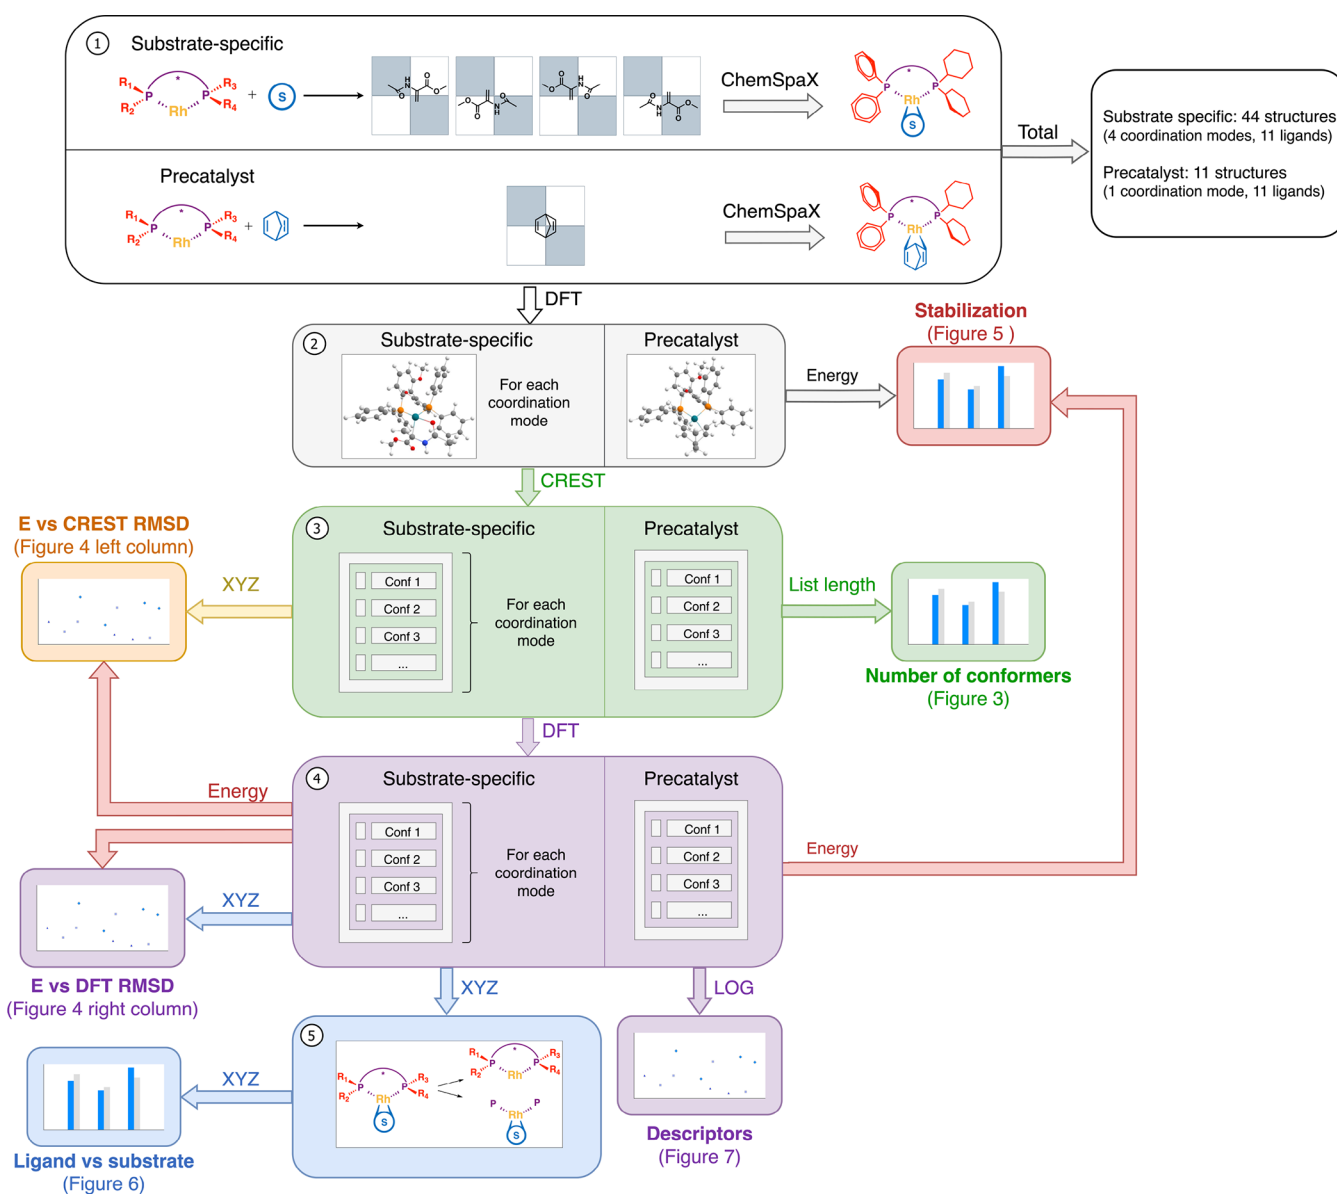 1 Substrate-specific
R1 R2 P * P R3 R4 Rh + S
H N O O O
O O N H O
O O H N O
O N H O O
ChemSpaX
P * P Rh S
Precatalyst
R1 R2 P * P R3 R4 Rh +
ChemSpaX
P * P Rh
Total
Substrate specific: 44 structures
(4 coordination modes, 11 ligands)
Precatalyst: 11 structures
(1 coordination mode, 11 ligands)
DFT
2 Substrate-specific
For each
coordination
mode
Precatalyst
Energy
Stabilization
(Figure 5 )
CREST
3 Substrate-specific
Conf 1
Conf 2
Conf 3
...
For each
coordination
mode
Precatalyst
Conf 1
Conf 2
Conf 3
...
XYZ
E vs CREST RMSD
(Figure 4 left column)
List length
Number of conformers
(Figure 3)
DFT
4 Substrate-specific
Conf 1
Conf 2
Conf 3
...
For each
coordination
mode
Precatalyst
Conf 1
Conf 2
Conf 3
...
Energy
Energy
XYZ
E vs DFT RMSD
(Figure 4 right column)
XYZ
LOG
5
R1 R2 P * P R3 R4 Rh S
R1 R2 P * P R3 R4 Rh
P P Rh S
XYZ
Ligand vs substrate
(Figure 6)
Descriptors
(Figure 7)